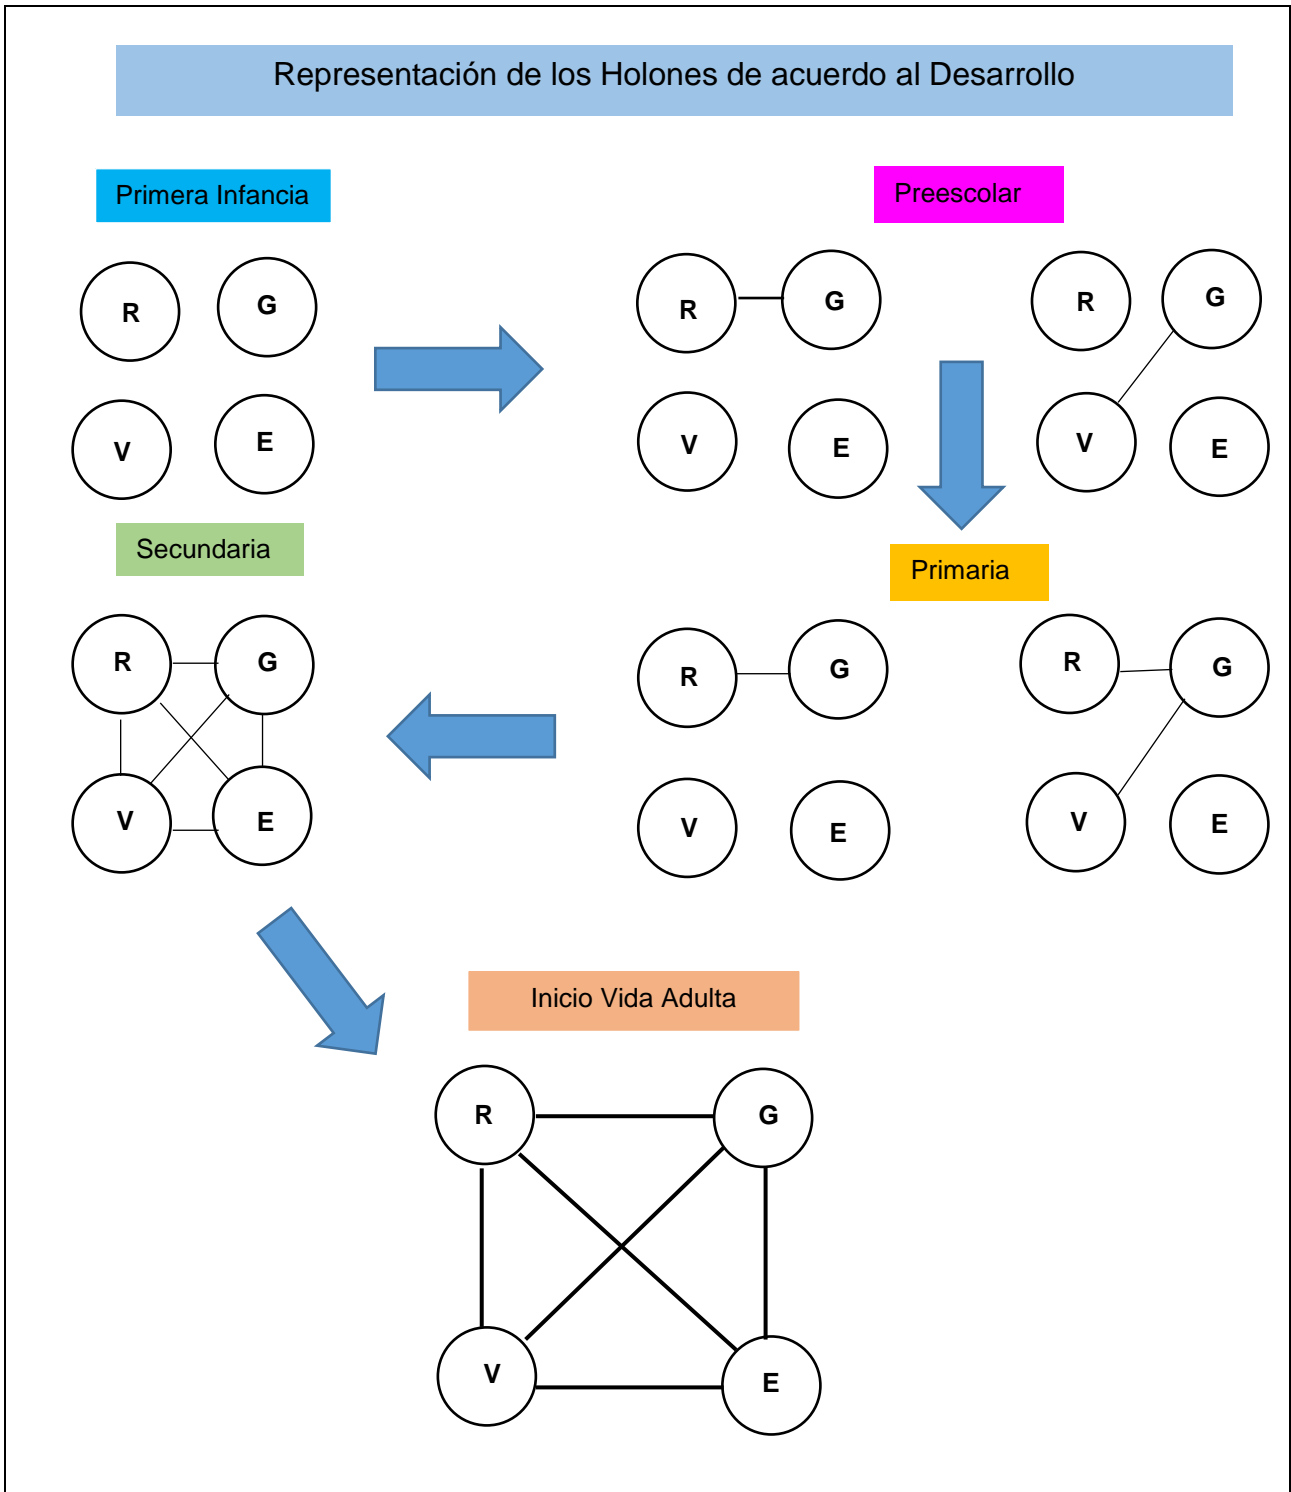 Representación de los Holones de acuerdo al Desarrollo
Primera Infancia
R G
V E
Preescolar
R G
V E
R G
V E
Primaria
R G
V E
R G
V E
Secundaria
R G
V E
Inicio Vida Adulta
R G
V E